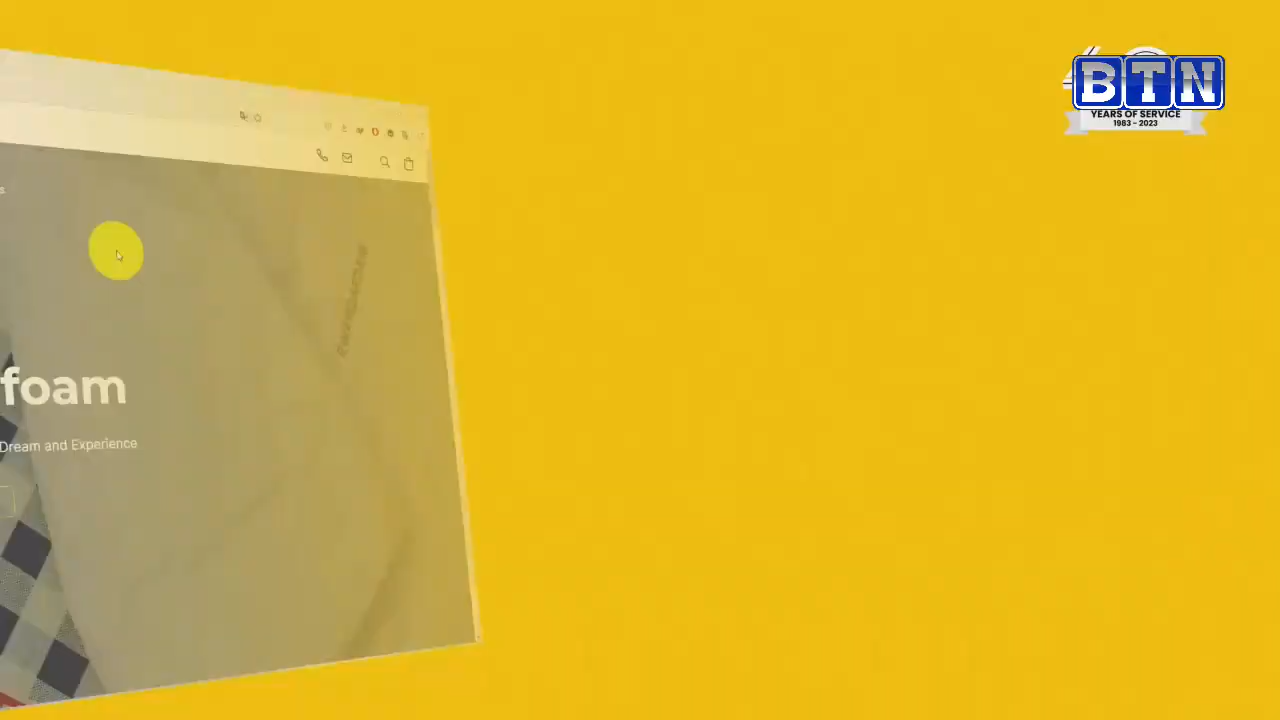 BTN
YEARS OF SERVICE
1983 - 2023
foam
Dream and Experience